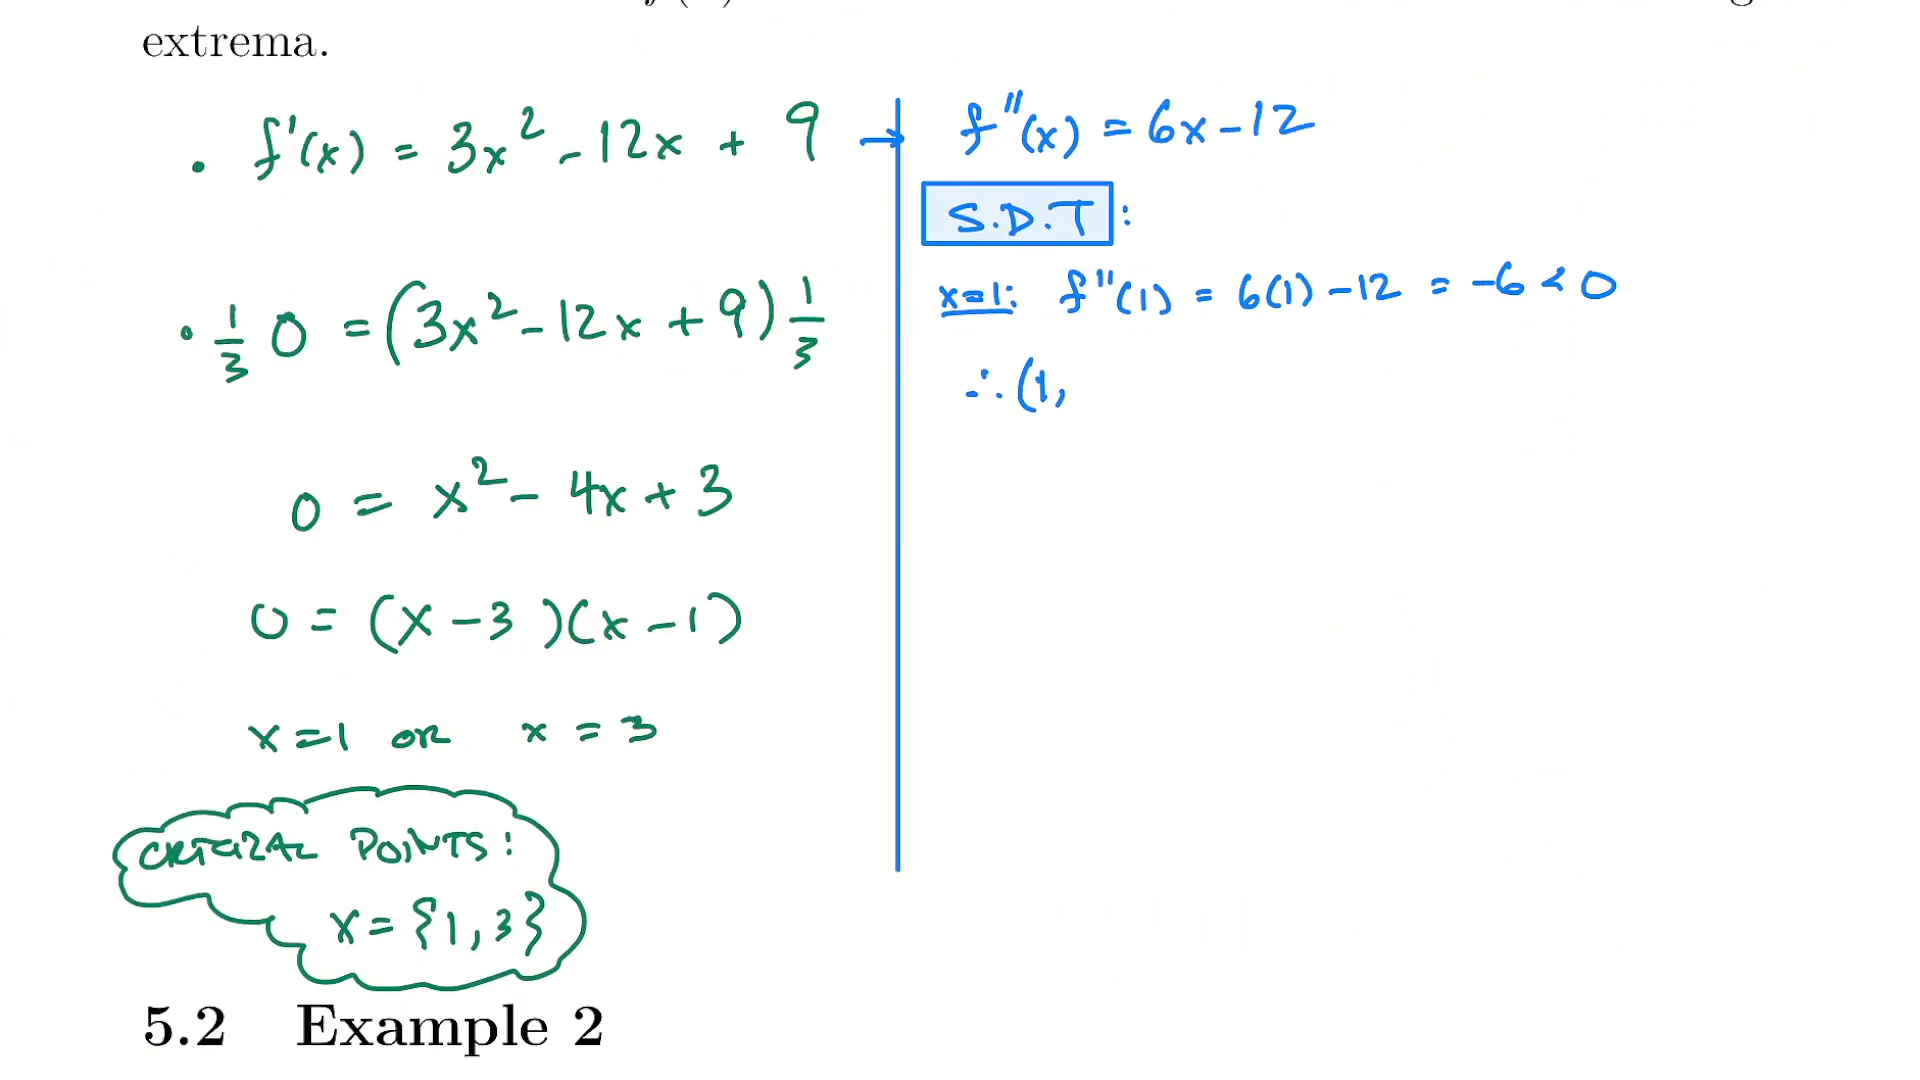 extrema.
. f'(x) = 3x² - 12x + 9 →
• 1/3 0 = (3x² - 12x + 9) 1/3
0 = x² - 4x + 3
0 = (x - 3)(x - 1)
x = 1 or x = 3
CRITICAL POINTS:
x = {1, 3}
f''(x) = 6x - 12
S.D.T :
x=1: f''(1) = 6(1) - 12 = -6 < 0
∴ (1,
5.2 Example 2